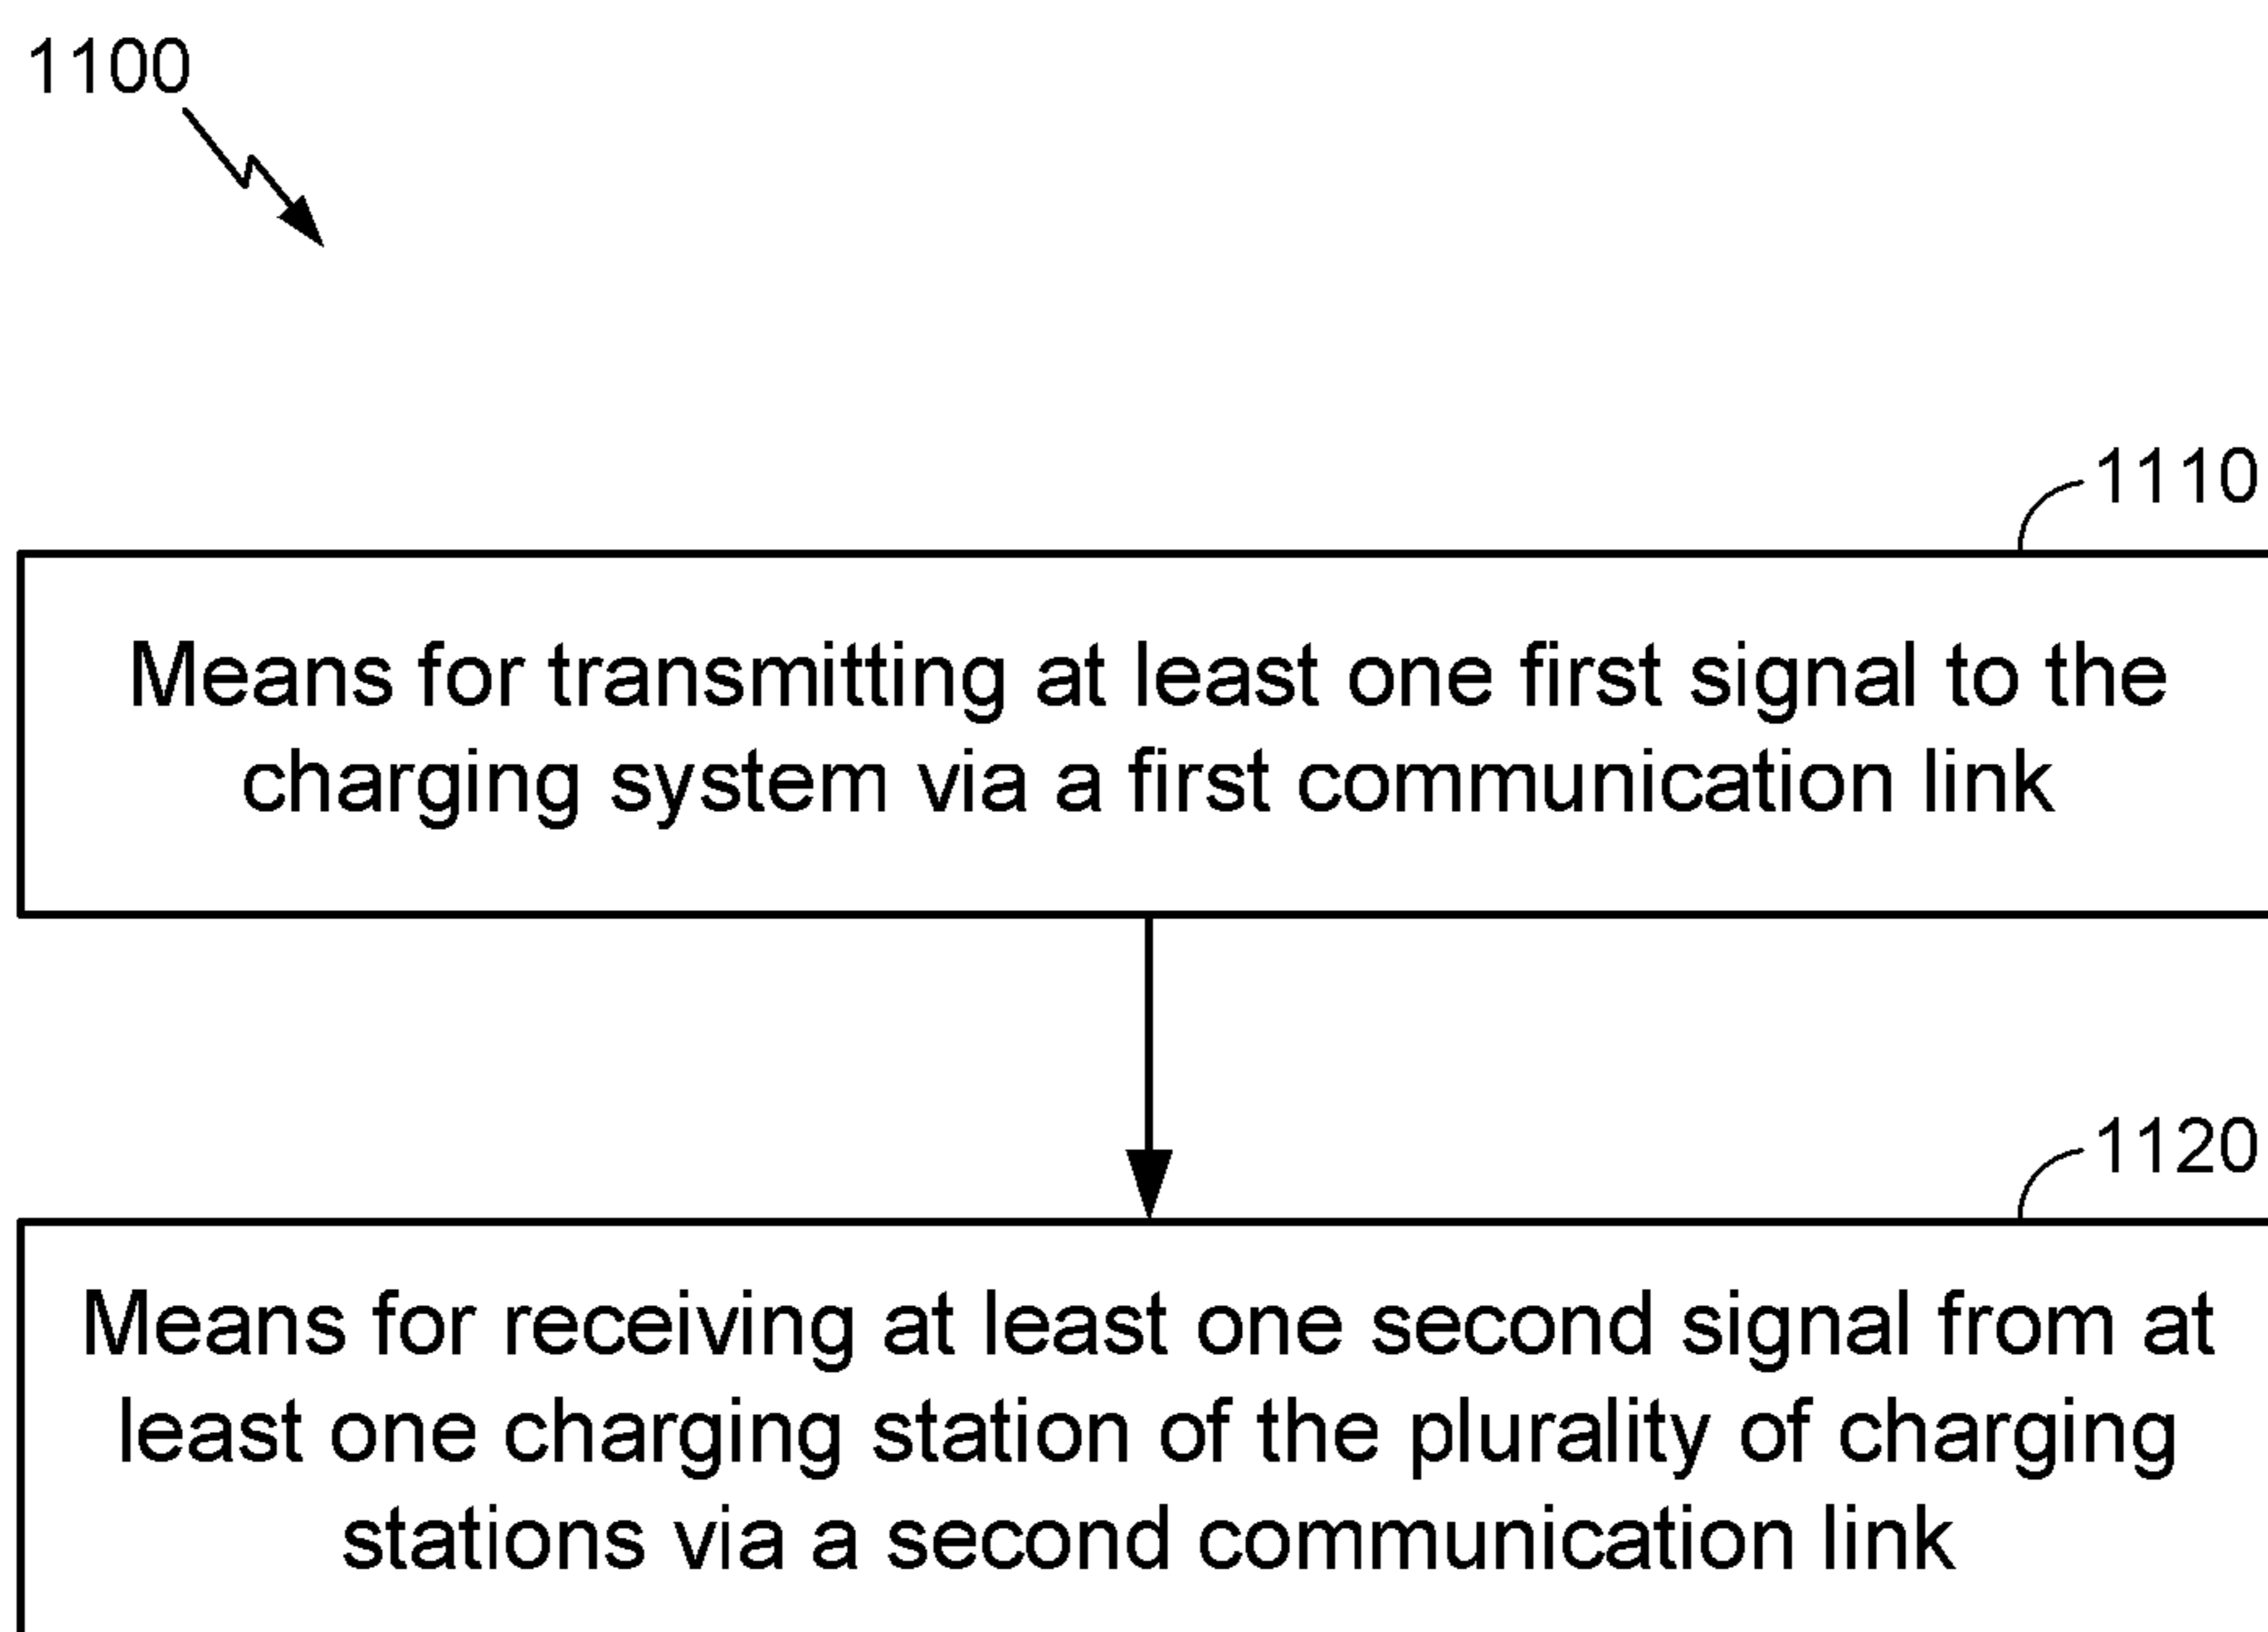 1100
1110
Means for transmitting at least one first signal to the
charging system via a first communication link
1120
Means for receiving at least one second signal from at
least one charging station of the plurality of charging
stations via a second communication link